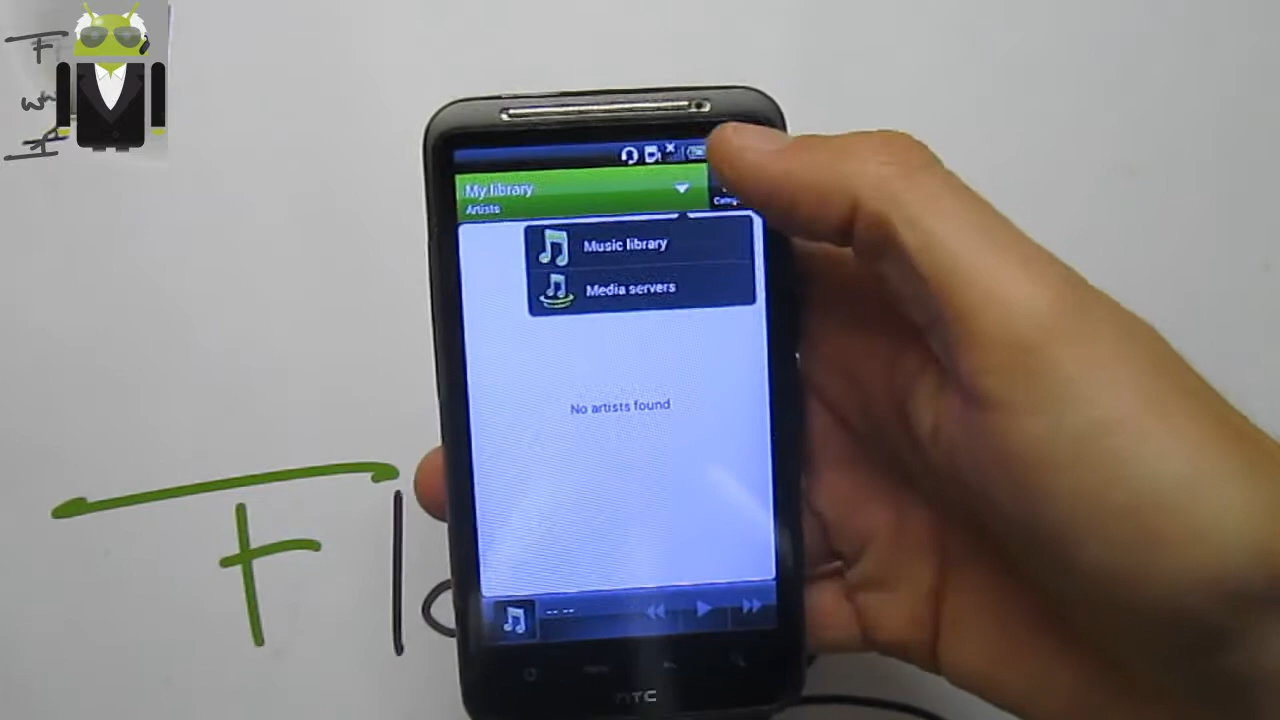 My library
Artists
Music library
Media servers
No artists found
-- --
HTC